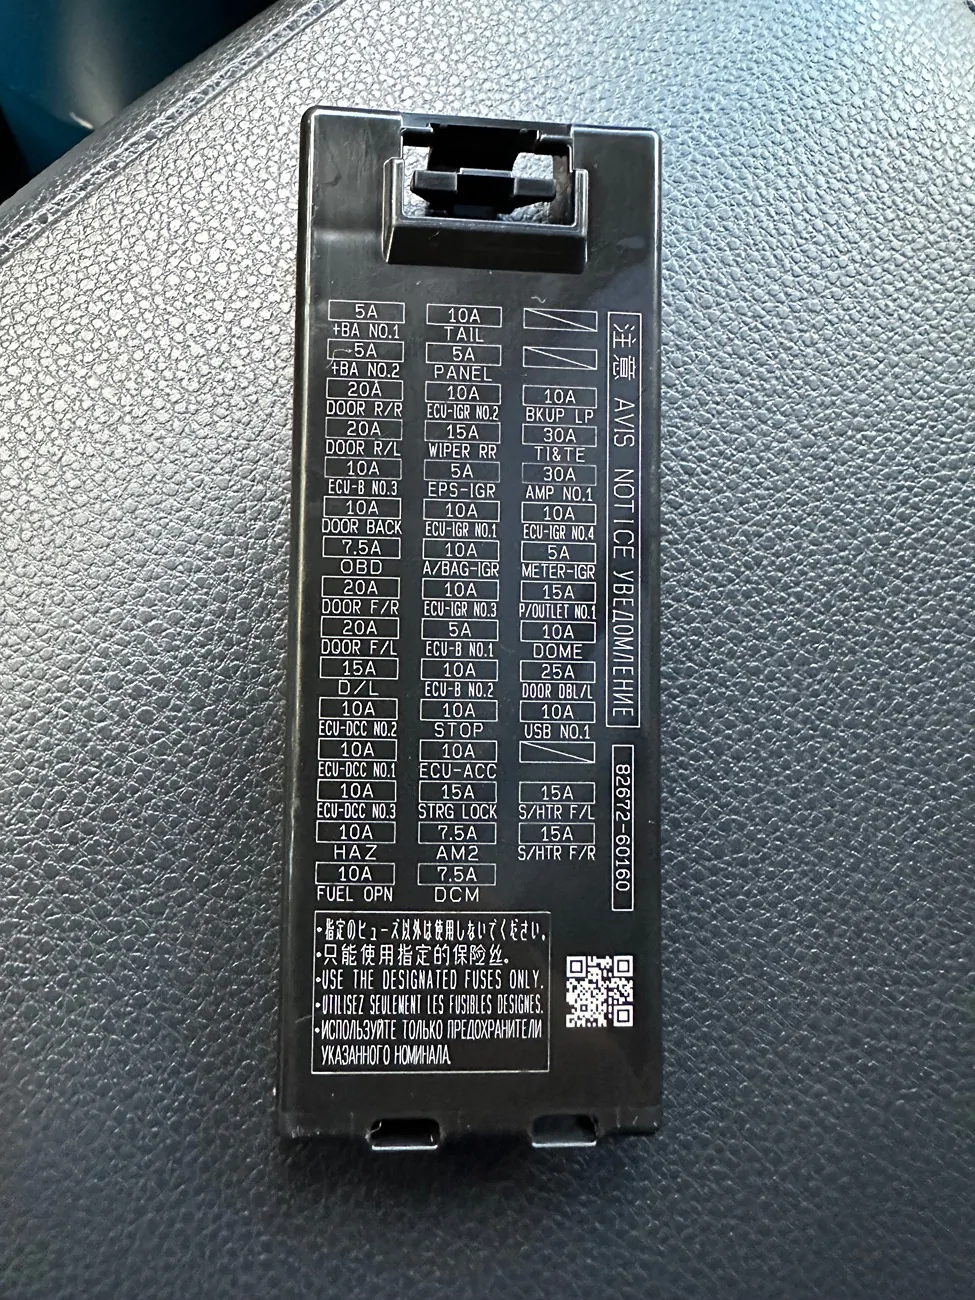 5A
+BA NO.1
5A
+BA NO.2
20A
DOOR R/R
20A
DOOR R/L
10A
ECU-B NO.3
10A
DOOR BACK
7.5A
OBD
20A
DOOR F/R
20A
DOOR F/L
15A
D/L
10A
ECU-DCC NO.2
10A
ECU-DCC NO.1
10A
ECU-DCC NO.3
10A
HAZ
10A
FUEL OPN
10A
TAIL
5A
PANEL
10A
ECU-IGR NO.2
15A
WIPER RR
5A
EPS-IGR
10A
ECU-IGR NO.1
10A
A/BAG-IGR
10A
ECU-IGR NO.3
5A
ECU-B NO.1
10A
ECU-B NO.2
10A
STOP
10A
ECU-ACC
15A
STRG LOCK
7.5A
AM2
7.5A
DCM
10A
BKUP LP
30A
TI&TE
30A
AMP NO.1
10A
ECU-IGR NO.4
5A
METER-IGR
15A
P/OUTLET NO.1
10A
DOME
25A
DOOR DBL/L
10A
USB NO.1
15A
S/HTR F/L
15A
S/HTR F/R
注意 AVIS NOTICE УВЕДОМЛЕНИЕ
82672-60160
・指定のヒューズ以外は使用しないでください。
・只能使用指定的保险丝。
・USE THE DESIGNATED FUSES ONLY.
・UTILISEZ SEULEMENT LES FUSIBLES DESIGNES.
・ИСПОЛЬЗУЙТЕ ТОЛЬКО ПРЕДОХРАНИТЕЛИ
УКАЗАННОГО НОМИНАЛА.